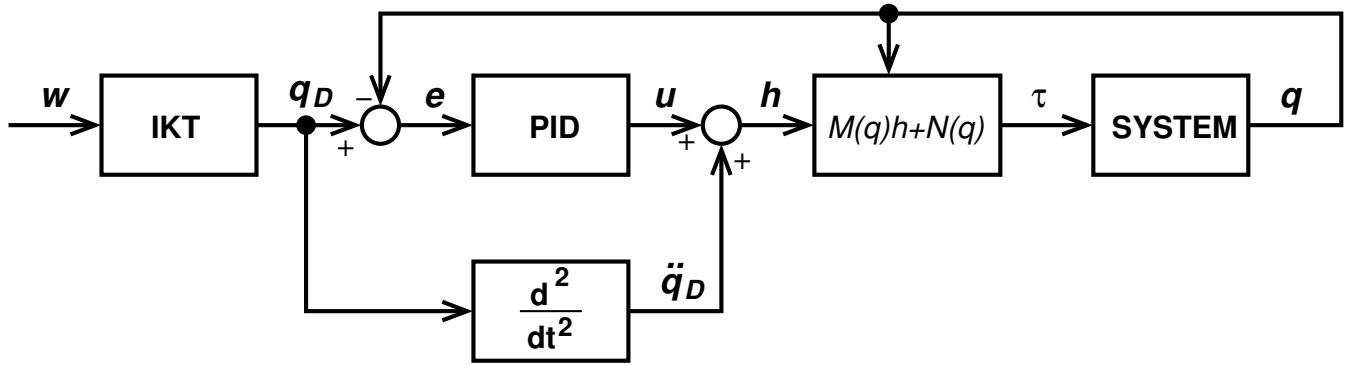 w
IKT
q_D
−
+
e
PID
u
+
+
h
M(q)h+N(q)
τ
SYSTEM
q
d²
dt²
q̈_D